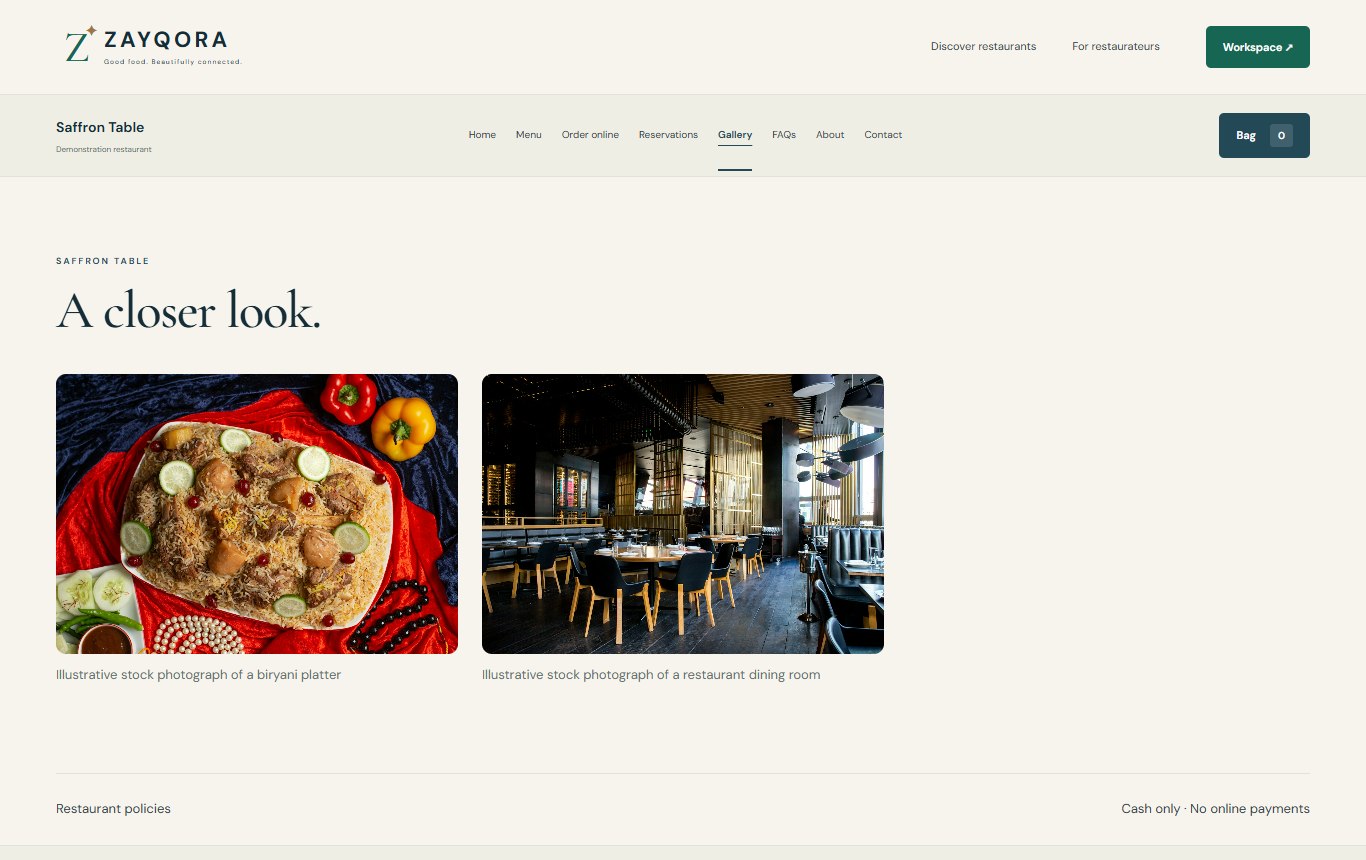 ZAYQORA
Good food. Beautifully connected.
Discover restaurants
For restaurateurs
Workspace ↗
Saffron Table
Demonstration restaurant
Home
Menu
Order online
Reservations
Gallery
FAQs
About
Contact
Bag 0
SAFFRON TABLE
A closer look.
Illustrative stock photograph of a biryani platter
Illustrative stock photograph of a restaurant dining room
Restaurant policies
Cash only · No online payments